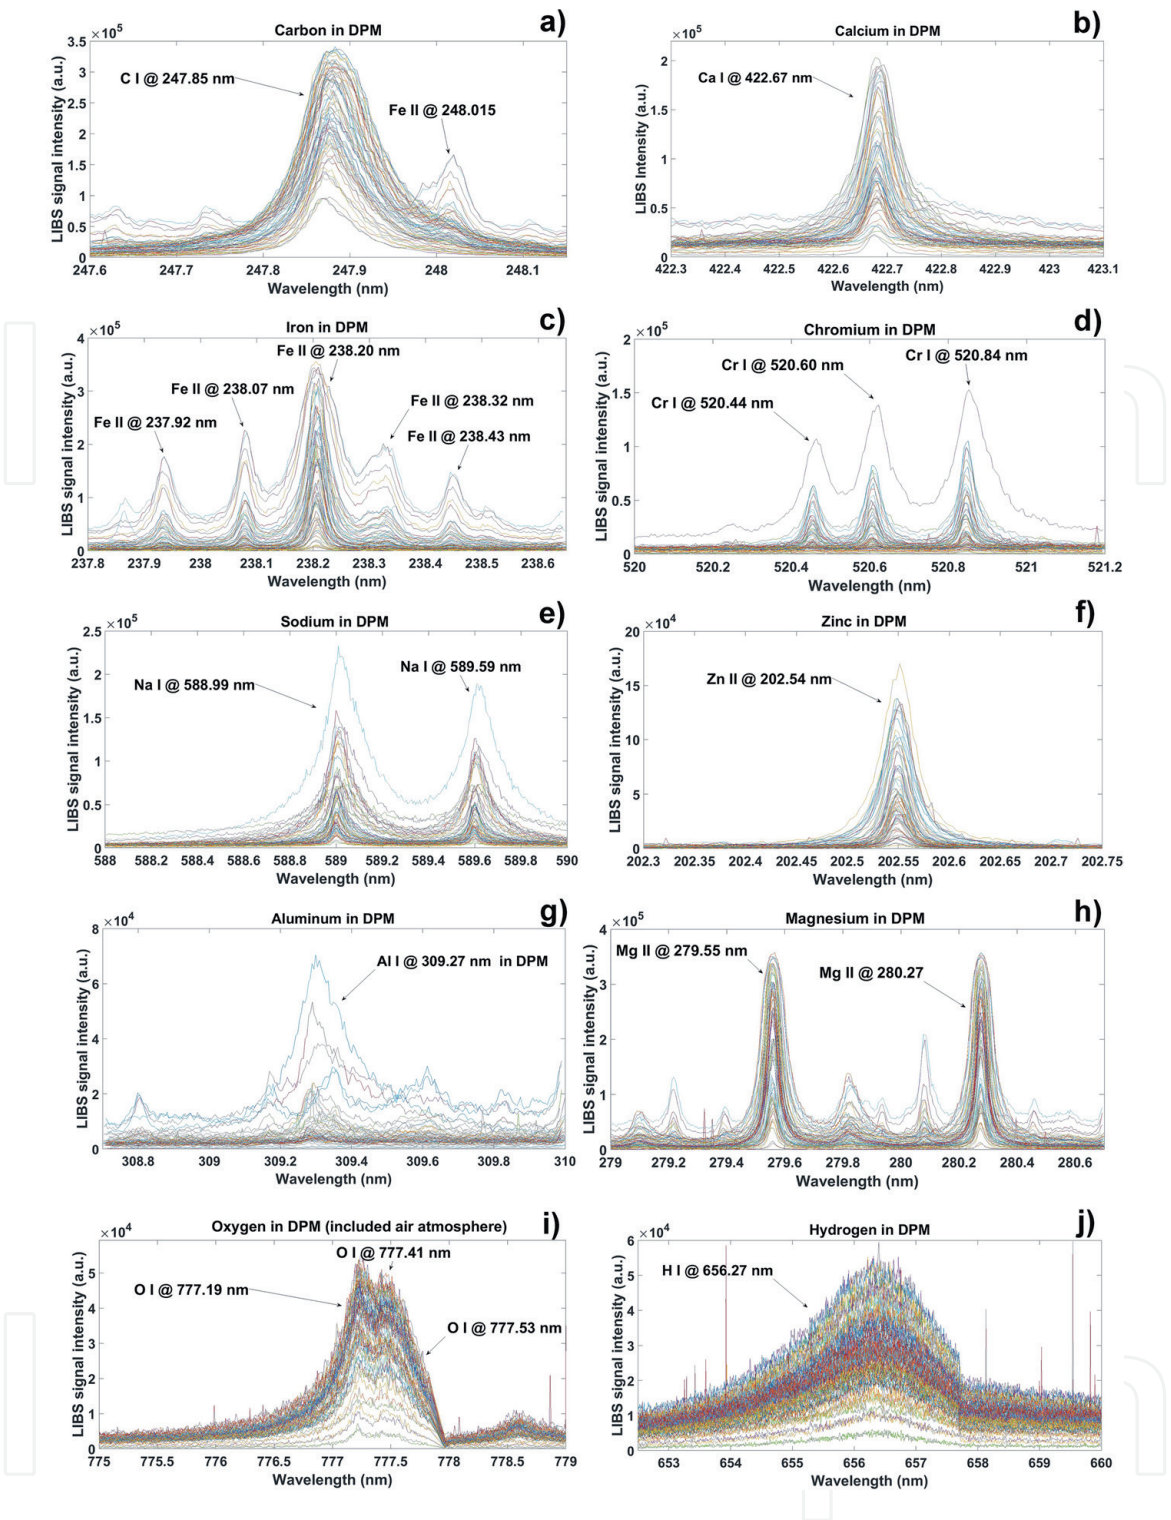 a)
Carbon in DPM
×10⁵
3.5
3
2.5
2
1.5
1
0.5
0
LIBS signal intensity (a.u.)
C I @ 247.85 nm
Fe II @ 248.015
247.6 247.7 247.8 247.9 248 248.1
Wavelength (nm)
b)
Calcium in DPM
×10⁵
2
1.5
1
0.5
0
LIBS Intensity (a.u.)
Ca I @ 422.67 nm
422.3 422.4 422.5 422.6 422.7 422.8 422.9 423 423.1
Wavelength (nm)
c)
Iron in DPM
×10⁵
4
3
2
1
0
LIBS signal intensity (a.u.)
Fe II @ 238.20 nm
Fe II @ 238.07 nm
Fe II @ 237.92 nm
Fe II @ 238.32 nm
Fe II @ 238.43 nm
237.8 237.9 238 238.1 238.2 238.3 238.4 238.5 238.6
Wavelength (nm)
d)
Chromium in DPM
×10⁵
2
1.5
1
0.5
0
LIBS signal intensity (a.u.)
Cr I @ 520.84 nm
Cr I @ 520.60 nm
Cr I @ 520.44 nm
520 520.2 520.4 520.6 520.8 521 521.2
Wavelength (nm)
e)
Sodium in DPM
×10⁵
2.5
2
1.5
1
0.5
0
LIBS signal intensity (a.u.)
Na I @ 589.59 nm
Na I @ 588.99 nm
588 588.2 588.4 588.6 588.8 589 589.2 589.4 589.6 589.8 590
Wavelength (nm)
f)
Zinc in DPM
×10⁴
20
15
10
5
0
LIBS signal intensity (a.u.)
Zn II @ 202.54 nm
202.3 202.35 202.4 202.45 202.5 202.55 202.6 202.65 202.7 202.75
Wavelength (nm)
g)
Aluminum in DPM
×10⁴
8
6
4
2
0
LIBS signal intensity (a.u.)
Al I @ 309.27 nm in DPM
308.8 309 309.2 309.4 309.6 309.8 310
Wavelength (nm)
h)
Magnesium in DPM
×10⁵
4
3
2
1
0
LIBS signal intensity (a.u.)
Mg II @ 279.55 nm
Mg II @ 280.27
279 279.2 279.4 279.6 279.8 280 280.2 280.4 280.6
Wavelength (nm)
i)
Oxygen in DPM (included air atmosphere)
×10⁴
5
4
3
2
1
0
LIBS signal intensity (a.u.)
O I @ 777.41 nm
O I @ 777.19 nm
O I @ 777.53 nm
775 775.5 776 776.5 777 777.5 778 778.5 779
Wavelength (nm)
j)
Hydrogen in DPM
×10⁴
6
5
4
3
2
1
0
LIBS signal intensity (a.u.)
H I @ 656.27 nm
653 654 655 656 657 658 659 660
Wavelength (nm)